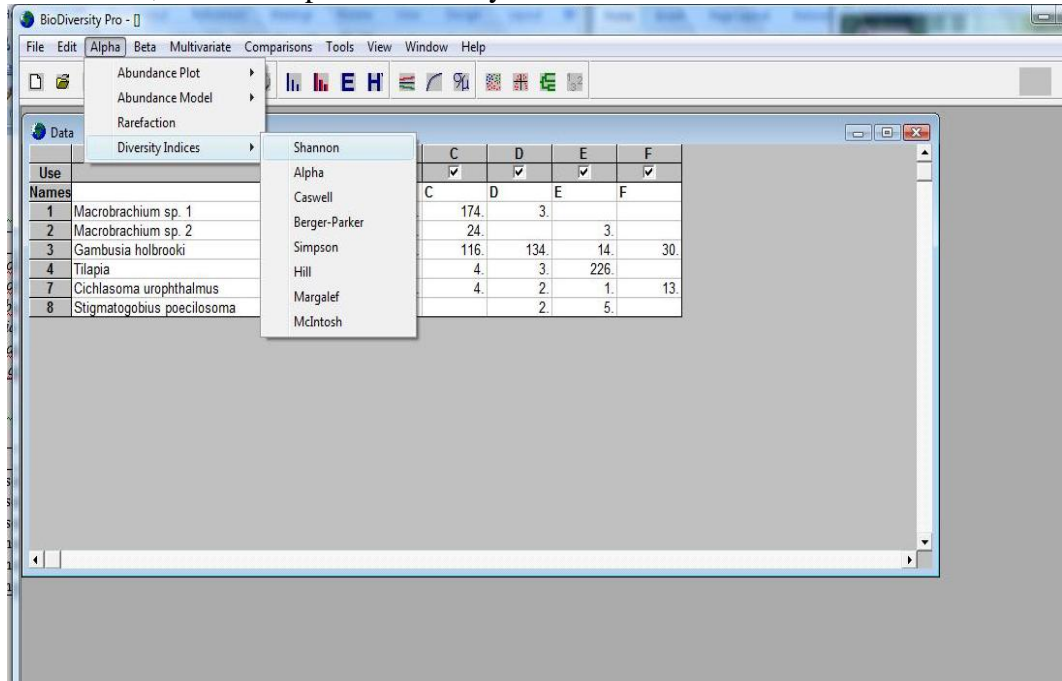 BioDiversity Pro - []
File Edit Alpha Beta Multivariate Comparisons Tools View Window Help
Abundance Plot
Abundance Model
Rarefaction
Diversity Indices
Shannon
Alpha
Caswell
Berger-Parker
Simpson
Hill
Margalef
McIntosh
E H'
Data
C D E F
Use
Names C D E F
1 Macrobrachium sp. 1 174. 3.
2 Macrobrachium sp. 2 24. 3.
3 Gambusia holbrooki 116. 134. 14. 30.
4 Tilapia 4. 3. 226.
7 Cichlasoma urophthalmus 4. 2. 1. 13.
8 Stigmatogobius poecilosoma 2. 5.